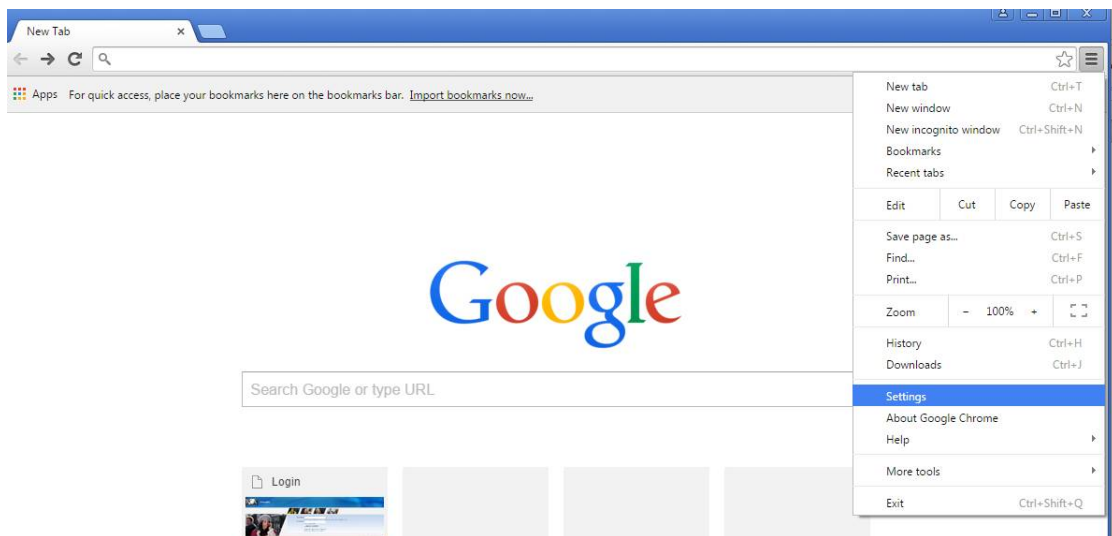 New Tab
Apps For quick access, place your bookmarks here on the bookmarks bar. Import bookmarks now...
New tab Ctrl+T
New window Ctrl+N
New incognito window Ctrl+Shift+N
Bookmarks
Recent tabs
Edit Cut Copy Paste
Save page as... Ctrl+S
Find... Ctrl+F
Print... Ctrl+P
Zoom - 100% +
History Ctrl+H
Downloads Ctrl+J
Settings
About Google Chrome
Help
More tools
Exit Ctrl+Shift+Q
Google
Search Google or type URL
Login